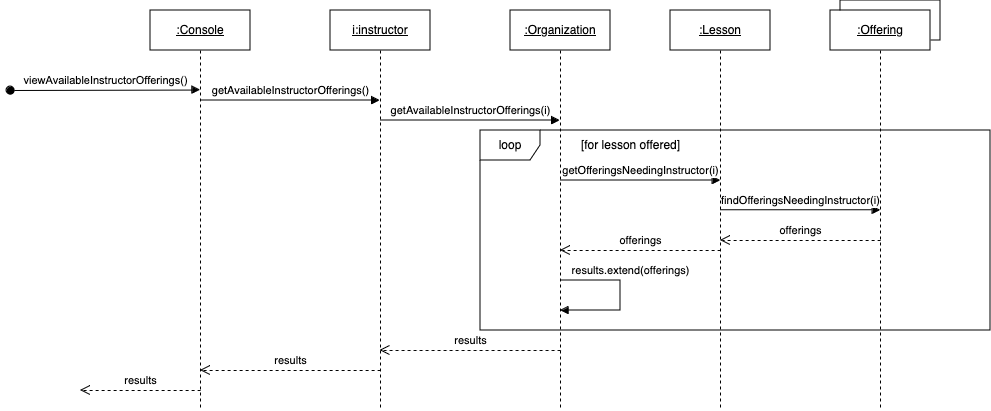 :Console
i:instructor
:Organization
:Lesson
:Offering
viewAvailableInstructorOfferings()
getAvailableInstructorOfferings()
getAvailableInstructorOfferings(i)
loop
[for lesson offered]
getOfferingsNeedingInstructor(i)
findOfferingsNeedingInstructor(i)
offerings
offerings
results.extend(offerings)
results
results
results